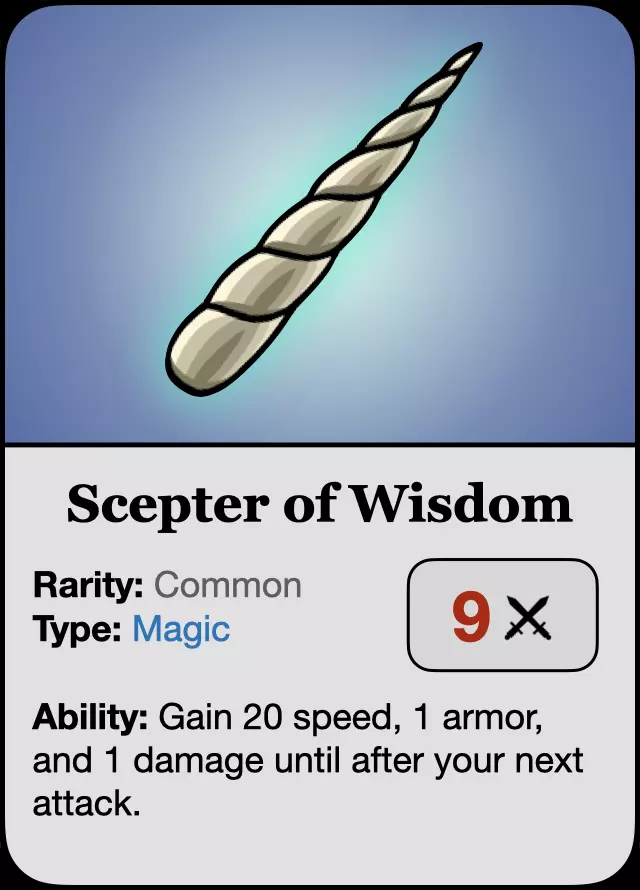 Scepter of Wisdom
Rarity: Common
Type: Magic
9
Ability: Gain 20 speed, 1 armor,
and 1 damage until after your next
attack.